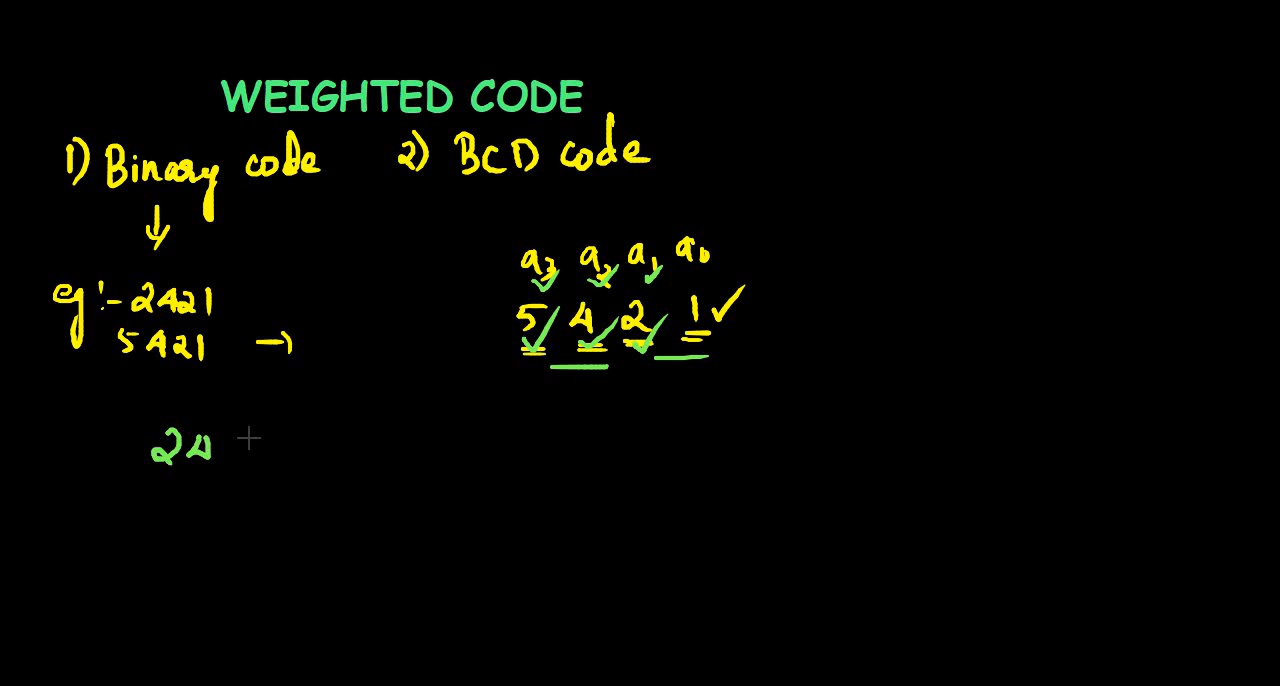 WEIGHTED CODE
1) Binary code 2) BCD code
↓
a3 a2 a1 a0
eg:- 2421
5 4 2 1 ✓
5421 →
24